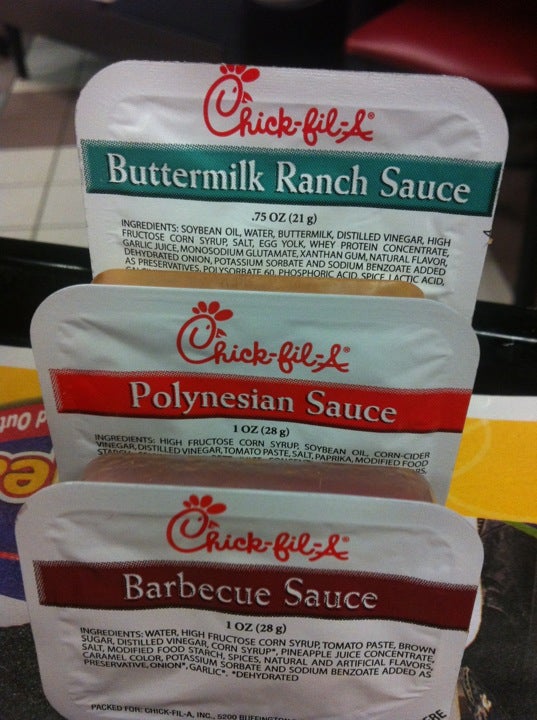 Chick-fil-A®
Buttermilk Ranch Sauce
.75 OZ (21 g)
INGREDIENTS: SOYBEAN OIL, WATER, BUTTERMILK, DISTILLED VINEGAR, HIGH
FRUCTOSE CORN SYRUP, SALT, EGG YOLK, WHEY PROTEIN CONCENTRATE,
GARLIC JUICE, MONOSODIUM GLUTAMATE, XANTHAN GUM, NATURAL FLAVOR,
DEHYDRATED ONION, POTASSIUM SORBATE AND SODIUM BENZOATE ADDED
AS PRESERVATIVES, POLYSORBATE 60, PHOSPHORIC ACID, SPICE, LACTIC ACID,
Chick-fil-A®
Polynesian Sauce
1 OZ (28 g)
INGREDIENTS: HIGH FRUCTOSE CORN SYRUP, SOYBEAN OIL, CORN-CIDER
VINEGAR, DISTILLED VINEGAR, TOMATO PASTE, SALT, PAPRIKA, MODIFIED FOOD
Chick-fil-A®
Barbecue Sauce
1 OZ (28 g)
INGREDIENTS: WATER, HIGH FRUCTOSE CORN SYRUP, TOMATO PASTE, BROWN
SUGAR, DISTILLED VINEGAR, CORN SYRUP*, PINEAPPLE JUICE CONCENTRATE,
SALT, MODIFIED FOOD STARCH, SPICES, NATURAL AND ARTIFICIAL FLAVORS,
CARAMEL COLOR, POTASSIUM SORBATE AND SODIUM BENZOATE ADDED AS
PRESERVATIVE, ONION*, GARLIC*. *DEHYDRATED
PACKED FOR: CHICK-FIL-A, INC., 5200